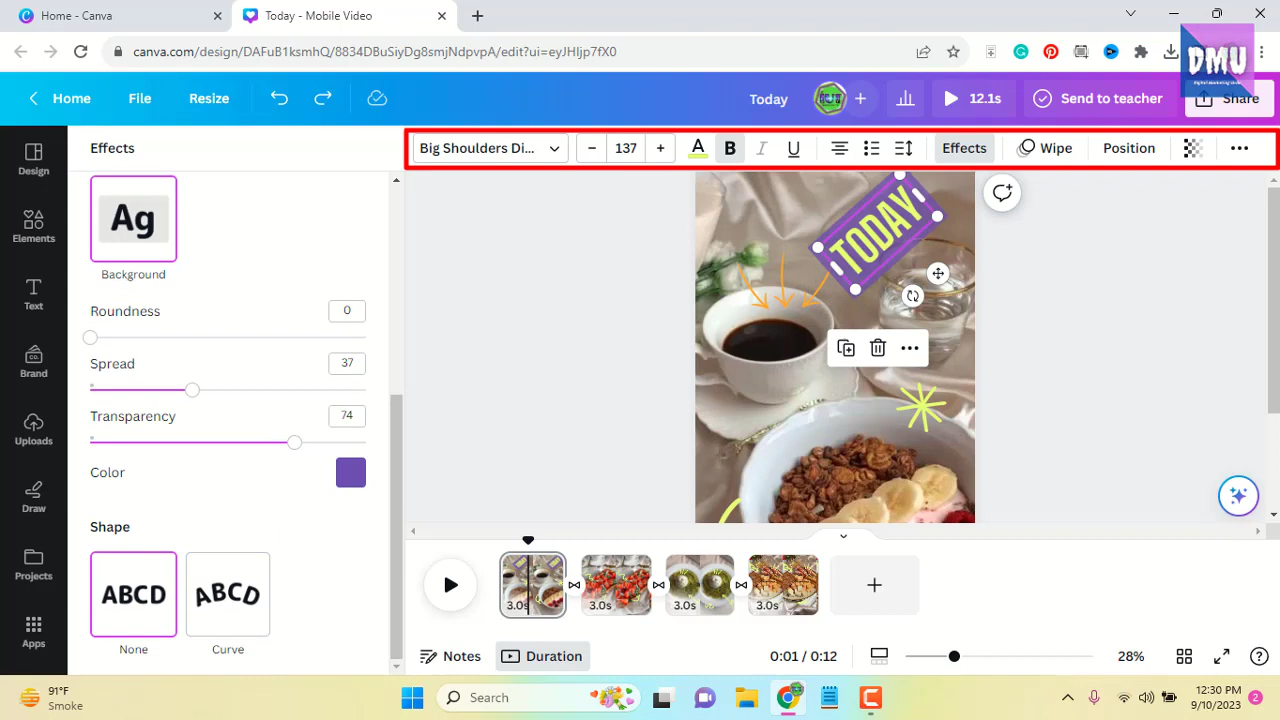 Home - Canva
Today - Mobile Video
canva.com/design/DAFuB1ksmhQ/8834DBuSiyDg8smjNdpvpA/edit?ui=eyJHIjp7fX0
DMU
Home
File
Resize
Today
12.1s
Send to teacher
Share
Design
Elements
Text
Brand
Uploads
Draw
Projects
Apps
Effects
Ag
Background
Roundness
0
Spread
37
Transparency
74
Color
Shape
ABCD
None
ABCD
Curve
Big Shoulders Di...
− 137 +
A
B
I
U
Effects
Wipe
Position
TODAY
3.0s
3.0s
3.0s
3.0s
Notes
Duration
0:01 / 0:12
28%
91°F
Smoke
Search
12:30 PM
9/10/2023
2